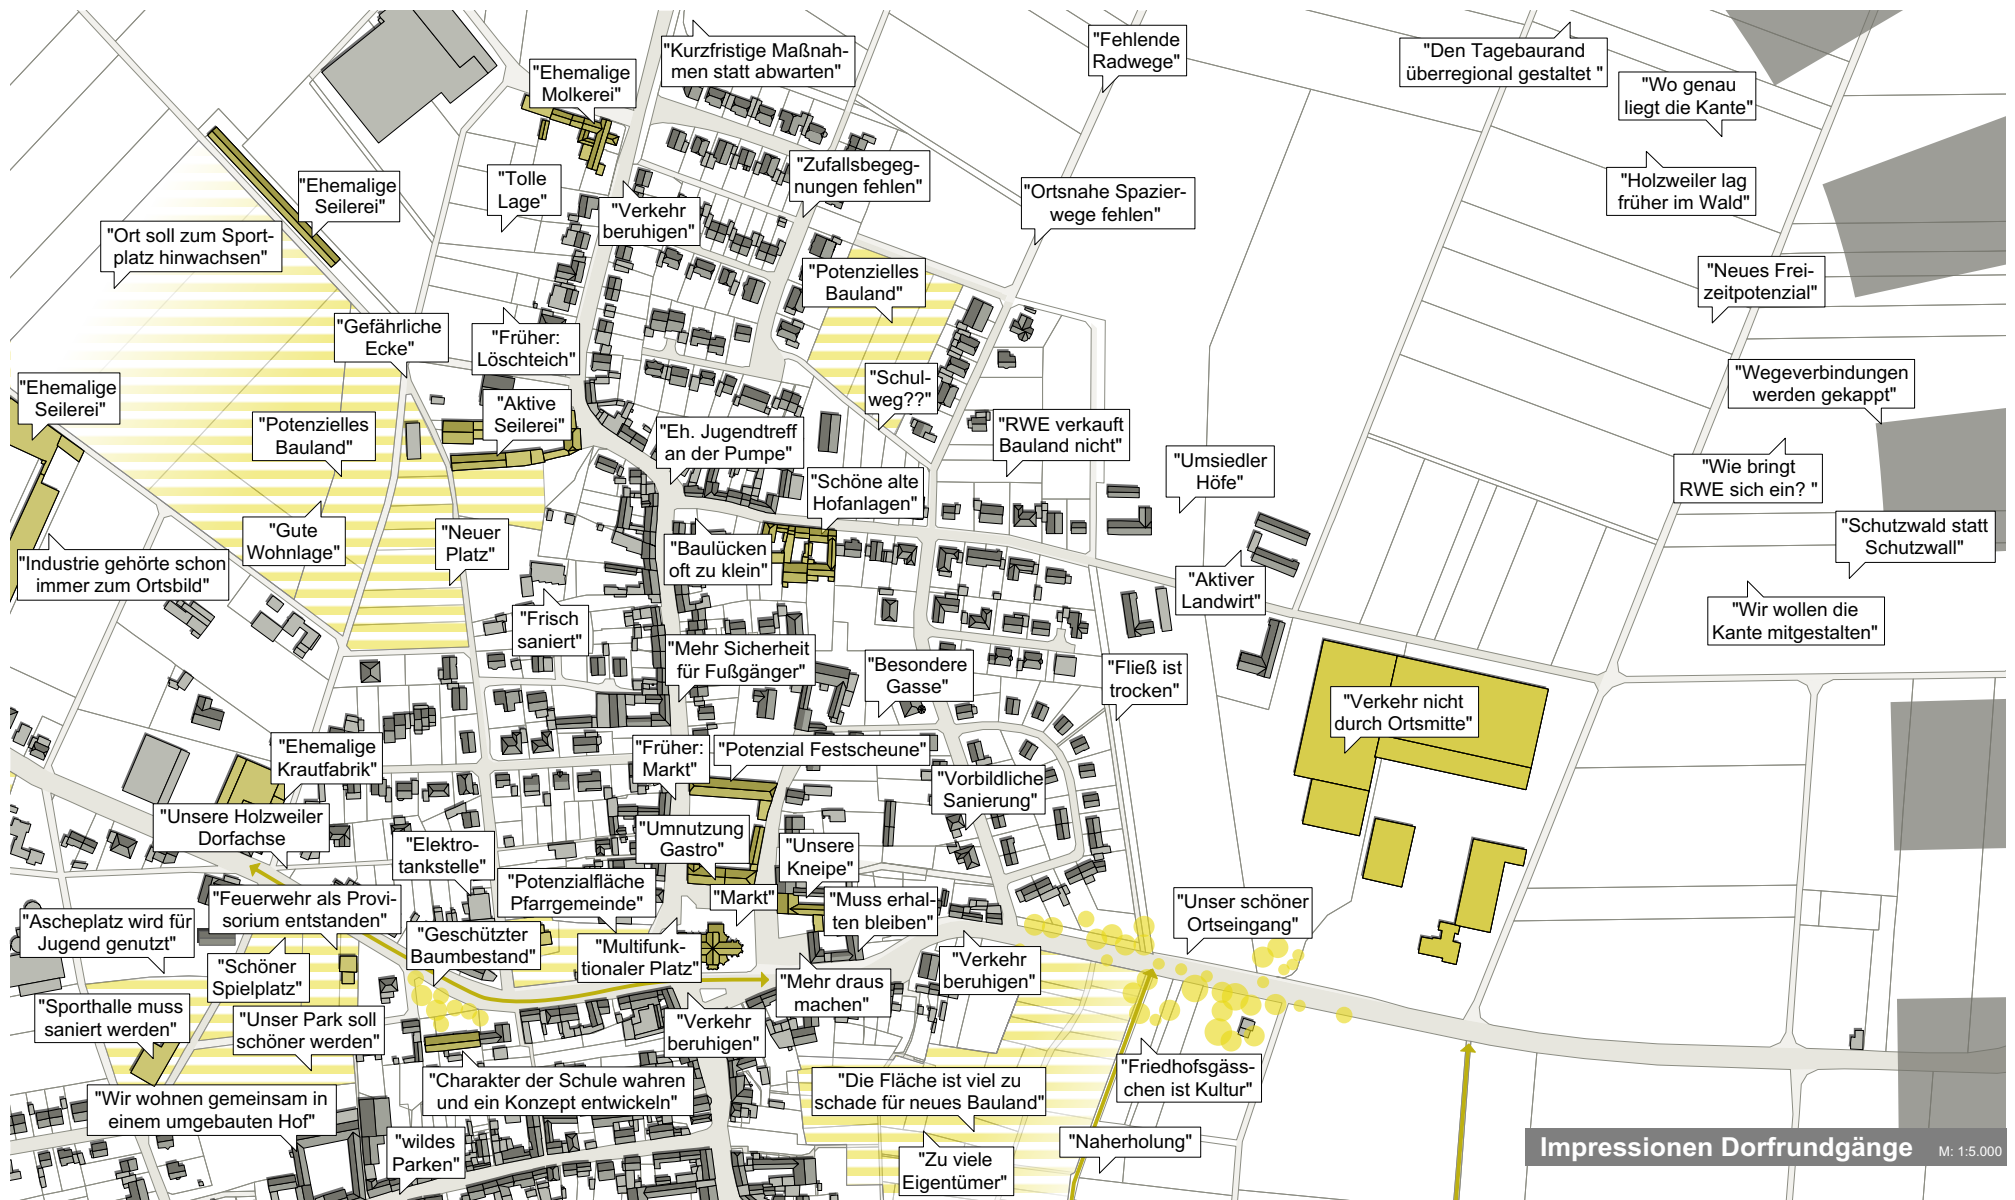 "Kurzfristige Maßnah-
men statt abwarten"
"Fehlende
Radwege"
"Den Tagebaurand
überregional gestaltet "
"Ehemalige
Molkerei"
"Wo genau
liegt die Kante"
"Zufallsbegeg-
nungen fehlen"
"Tolle
Lage"
"Ehemalige
Seilerei"
"Verkehr
beruhigen"
"Ortsnahe Spazier-
wege fehlen"
"Holzweiler lag
früher im Wald"
"Ort soll zum Sport-
platz hinwachsen"
"Potenzielles
Bauland"
"Neues Frei-
zeitpotenzial"
"Gefährliche
Ecke"
"Früher:
Löschteich"
"Ehemalige
Seilerei"
"Schul-
weg??"
"Wegeverbindungen
werden gekappt"
"Aktive
Seilerei"
"Potenzielles
Bauland"
"Eh. Jugendtreff
an der Pumpe"
"RWE verkauft
Bauland nicht"
"Umsiedler
Höfe"
"Wie bringt
RWE sich ein? "
"Schöne alte
Hofanlagen"
"Gute
Wohnlage"
"Neuer
Platz"
"Schutzwald statt
Schutzwall"
"Baulücken
oft zu klein"
"Industrie gehörte schon
immer zum Ortsbild"
"Aktiver
Landwirt"
"Frisch
saniert"
"Wir wollen die
Kante mitgestalten"
"Mehr Sicherheit
für Fußgänger"
"Besondere
Gasse"
"Fließ ist
trocken"
"Verkehr nicht
durch Ortsmitte"
"Ehemalige
Krautfabrik"
"Früher:
Markt"
"Potenzial Festscheune"
"Vorbildliche
Sanierung"
"Unsere Holzweiler
Dorfachse
"Elektro-
tankstelle"
"Umnutzung
Gastro"
"Unsere
Kneipe"
"Potenzialfläche
Pfarrgemeinde"
"Markt"
"Muss erhal-
ten bleiben"
"Feuerwehr als Provi-
sorium entstanden"
"Unser schöner
Ortseingang"
"Ascheplatz wird für
Jugend genutzt"
"Geschützter
Baumbestand"
"Multifunk-
tionaler Platz"
"Schöner
Spielplatz"
"Mehr draus
machen"
"Verkehr
beruhigen"
"Sporthalle muss
saniert werden"
"Unser Park soll
schöner werden"
"Verkehr
beruhigen"
"Friedhofsgäss-
chen ist Kultur"
"Charakter der Schule wahren
und ein Konzept entwickeln"
"Die Fläche ist viel zu
schade für neues Bauland"
"Wir wohnen gemeinsam in
einem umgebauten Hof"
"wildes
Parken"
"Naherholung"
"Zu viele
Eigentümer"
Impressionen Dorfrundgänge M: 1:5.000